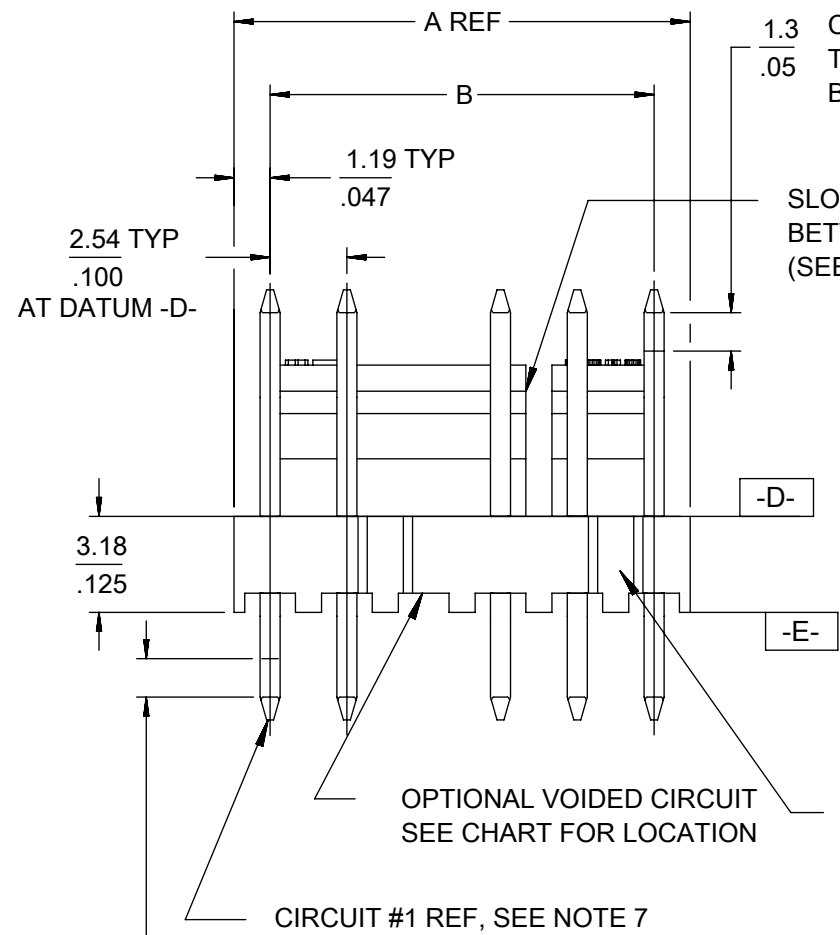 A REF
1.3
.05
B
1.19 TYP
.047
2.54 TYP
.100
AT DATUM -D-
-D-
3.18
.125
-E-
OPTIONAL VOIDED CIRCUIT
SEE CHART FOR LOCATION
CIRCUIT #1 REF, SEE NOTE 7